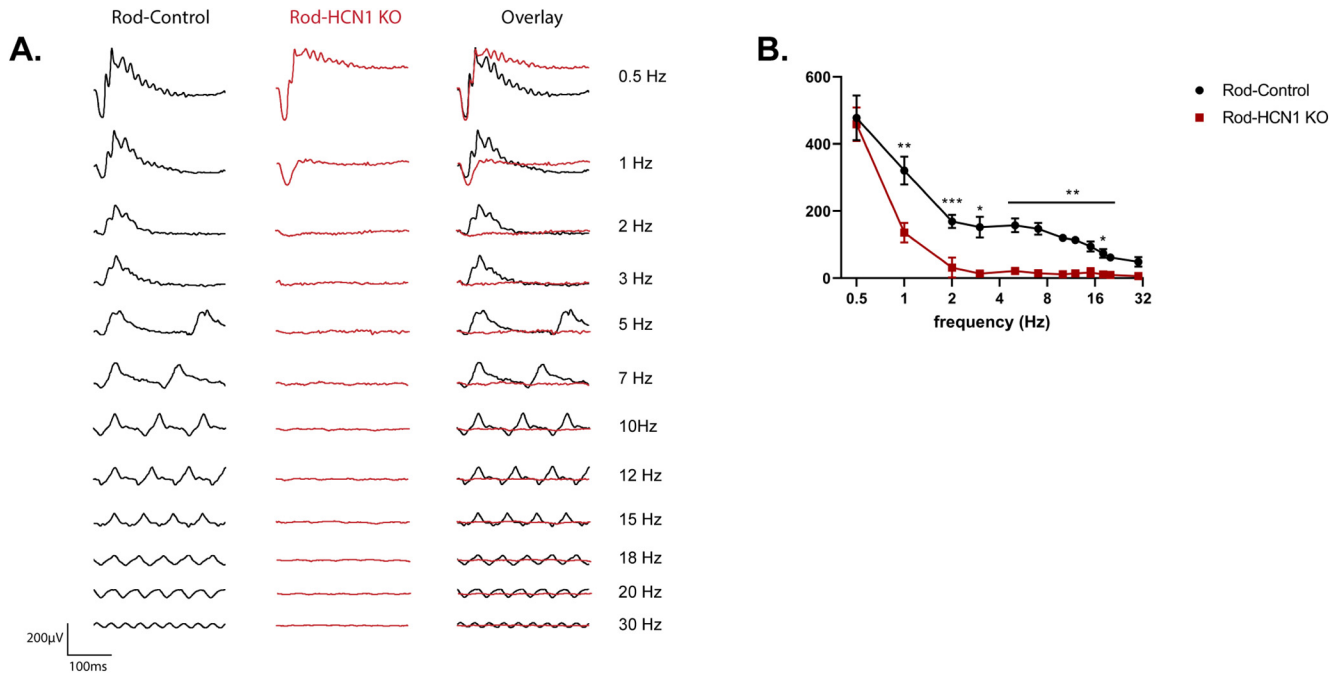 Rod-Control Rod-HCN1 KO Overlay
A.
0.5 Hz
1 Hz
2 Hz
3 Hz
5 Hz
7 Hz
10Hz
12 Hz
15 Hz
18 Hz
20 Hz
30 Hz
200µV
100ms
B.
600
400
200
0
**
***
*
**
*
0.5 1 2 4 8 16 32
frequency (Hz)
Rod-Control
Rod-HCN1 KO